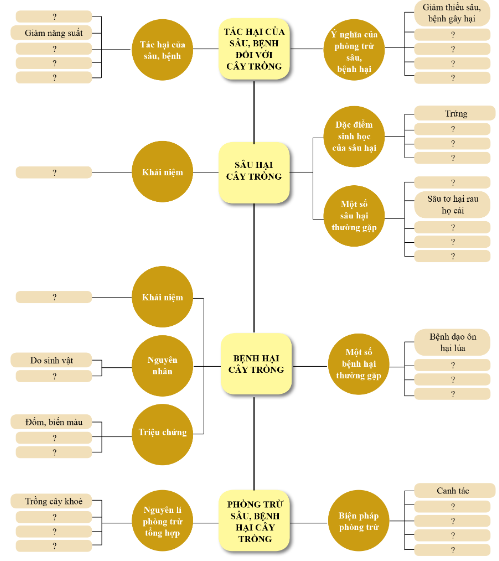 ?
Giảm năng suất
?
?
?
Tác hại của
sâu, bệnh
TÁC HẠI CỦA
SÂU, BỆNH
ĐỐI VỚI
CÂY TRỒNG
Ý nghĩa của
phòng trừ
sâu,
bệnh hại
Giảm thiểu sâu,
bệnh gây hại
?
?
?
?
?
Khái niệm
SÂU HẠI
CÂY TRỒNG
Đặc điểm
sinh học
của sâu hại
Trứng
?
?
?
Một số
sâu hại
thường gặp
?
Sâu tơ hại rau
họ cải
?
?
?
?
Khái niệm
Do sinh vật
?
Nguyên
nhân
Đốm, biến màu
?
?
Triệu chứng
BỆNH HẠI
CÂY TRỒNG
Một số
bệnh hại
thường gặp
Bệnh đạo ôn
hại lúa
?
?
?
Trồng cây khoẻ
?
?
?
Nguyên lí
phòng trừ
tổng hợp
PHÒNG TRỪ
SÂU, BỆNH
HẠI CÂY
TRỒNG
Biện pháp
phòng trừ
Canh tác
?
?
?
?